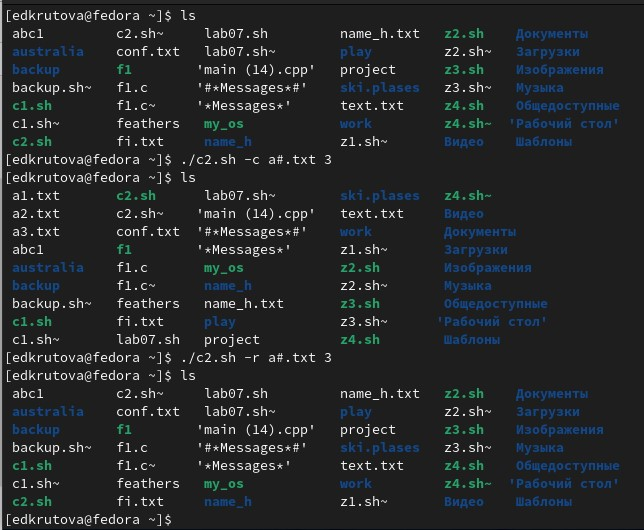 [edkrutova@fedora ~]$ ls
abc1 c2.sh~ lab07.sh name_h.txt z2.sh Документы
australia conf.txt lab07.sh~ play z2.sh~ Загрузки
backup f1 'main (14).cpp' project z3.sh Изображения
backup.sh~ f1.c '#*Messages*#' ski.plases z3.sh~ Музыка
c1.sh f1.c~ '*Messages*' text.txt z4.sh Общедоступные
c1.sh~ feathers my_os work z4.sh~ 'Рабочий стол'
c2.sh fi.txt name_h z1.sh~ Видео Шаблоны
[edkrutova@fedora ~]$ ./c2.sh -c a#.txt 3
[edkrutova@fedora ~]$ ls
a1.txt c2.sh lab07.sh~ ski.plases z4.sh~
a2.txt c2.sh~ 'main (14).cpp' text.txt Видео
a3.txt conf.txt '#*Messages*#' work Документы
abc1 f1 '*Messages*' z1.sh~ Загрузки
australia f1.c my_os z2.sh Изображения
backup f1.c~ name_h z2.sh~ Музыка
backup.sh~ feathers name_h.txt z3.sh Общедоступные
c1.sh fi.txt play z3.sh~ 'Рабочий стол'
c1.sh~ lab07.sh project z4.sh Шаблоны
[edkrutova@fedora ~]$ ./c2.sh -r a#.txt 3
[edkrutova@fedora ~]$ ls
abc1 c2.sh~ lab07.sh name_h.txt z2.sh Документы
australia conf.txt lab07.sh~ play z2.sh~ Загрузки
backup f1 'main (14).cpp' project z3.sh Изображения
backup.sh~ f1.c '#*Messages*#' ski.plases z3.sh~ Музыка
c1.sh f1.c~ '*Messages*' text.txt z4.sh Общедоступные
c1.sh~ feathers my_os work z4.sh~ 'Рабочий стол'
c2.sh fi.txt name_h z1.sh~ Видео Шаблоны
[edkrutova@fedora ~]$